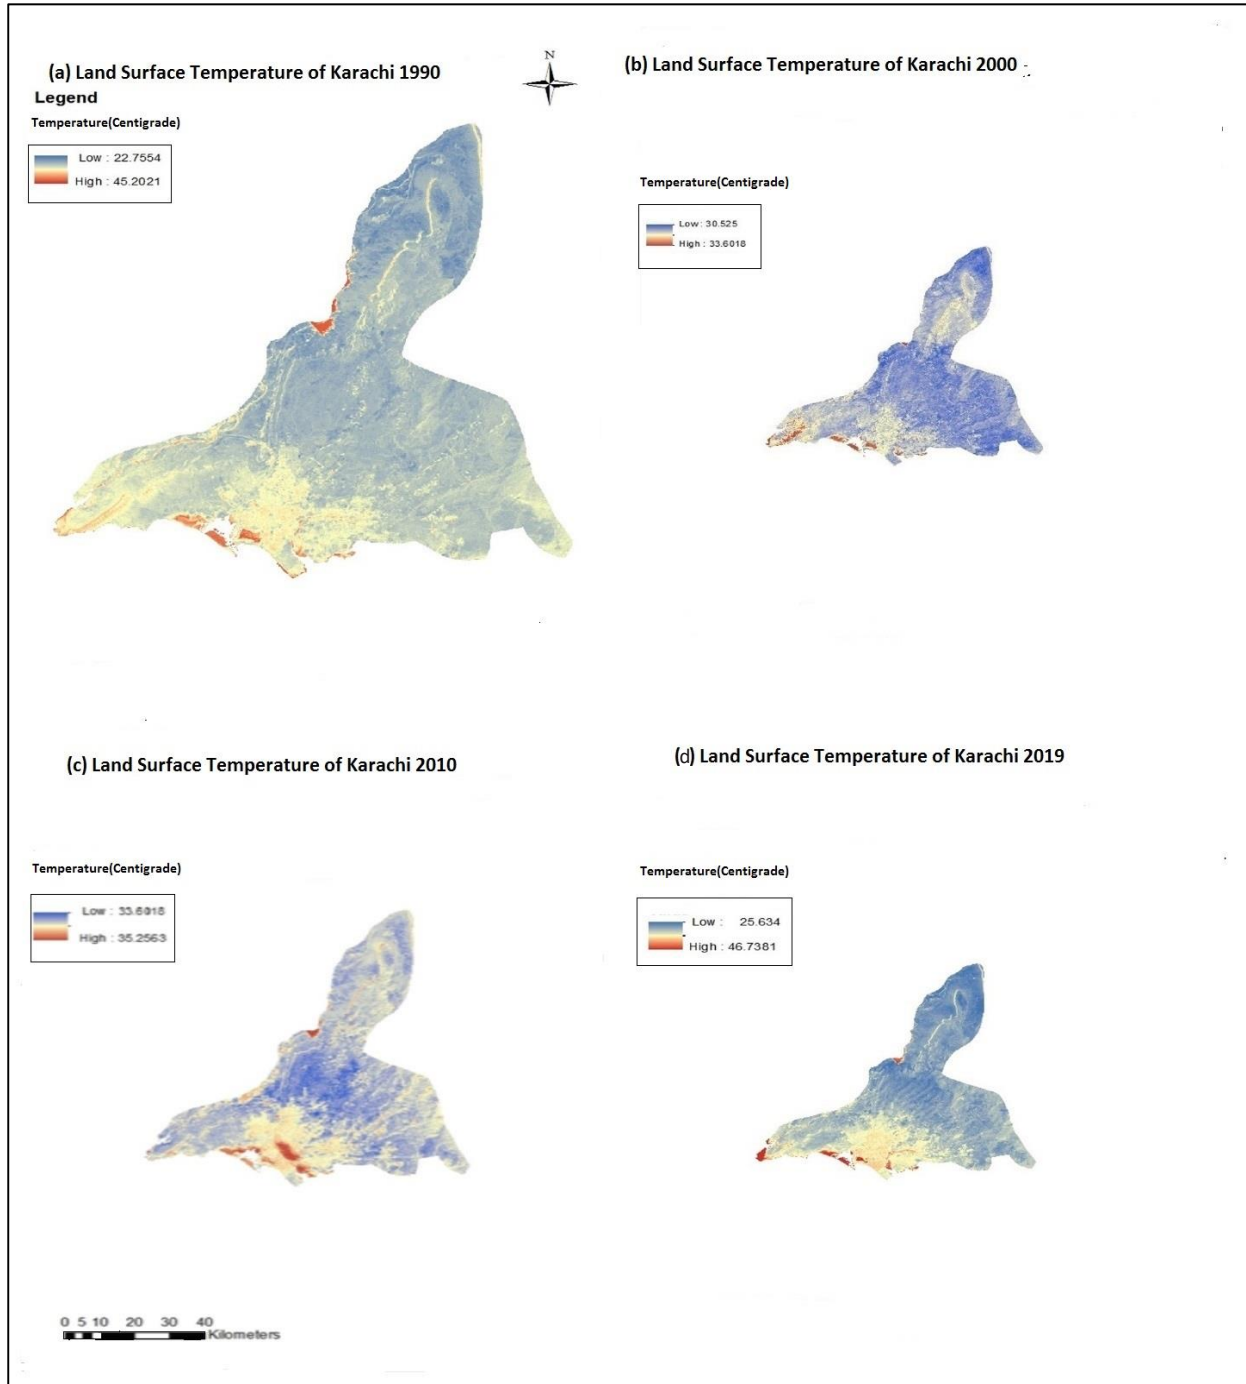 (a) Land Surface Temperature of Karachi 1990
N
Legend
Temperature(Centigrade)
Low : 22.7554
High : 45.2021
(b) Land Surface Temperature of Karachi 2000
Temperature(Centigrade)
Low: 30.525
High : 33.6018
(c) Land Surface Temperature of Karachi 2010
Temperature(Centigrade)
Low : 33.6018
High : 35.2563
(d) Land Surface Temperature of Karachi 2019
Temperature(Centigrade)
Low : 25.634
High : 46.7381
0 5 10 20 30 40
Kilometers